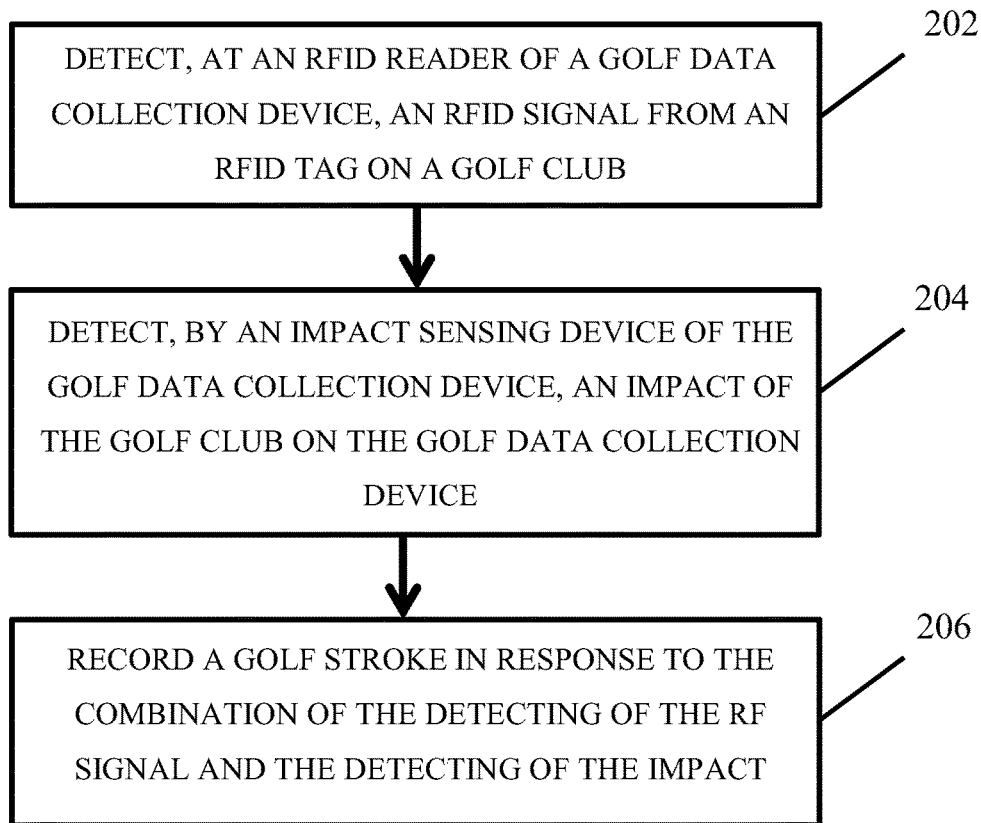 202
DETECT, AT AN RFID READER OF A GOLF DATA
COLLECTION DEVICE, AN RFID SIGNAL FROM AN
RFID TAG ON A GOLF CLUB
204
DETECT, BY AN IMPACT SENSING DEVICE OF THE
GOLF DATA COLLECTION DEVICE, AN IMPACT OF
THE GOLF CLUB ON THE GOLF DATA COLLECTION
DEVICE
206
RECORD A GOLF STROKE IN RESPONSE TO THE
COMBINATION OF THE DETECTING OF THE RF
SIGNAL AND THE DETECTING OF THE IMPACT